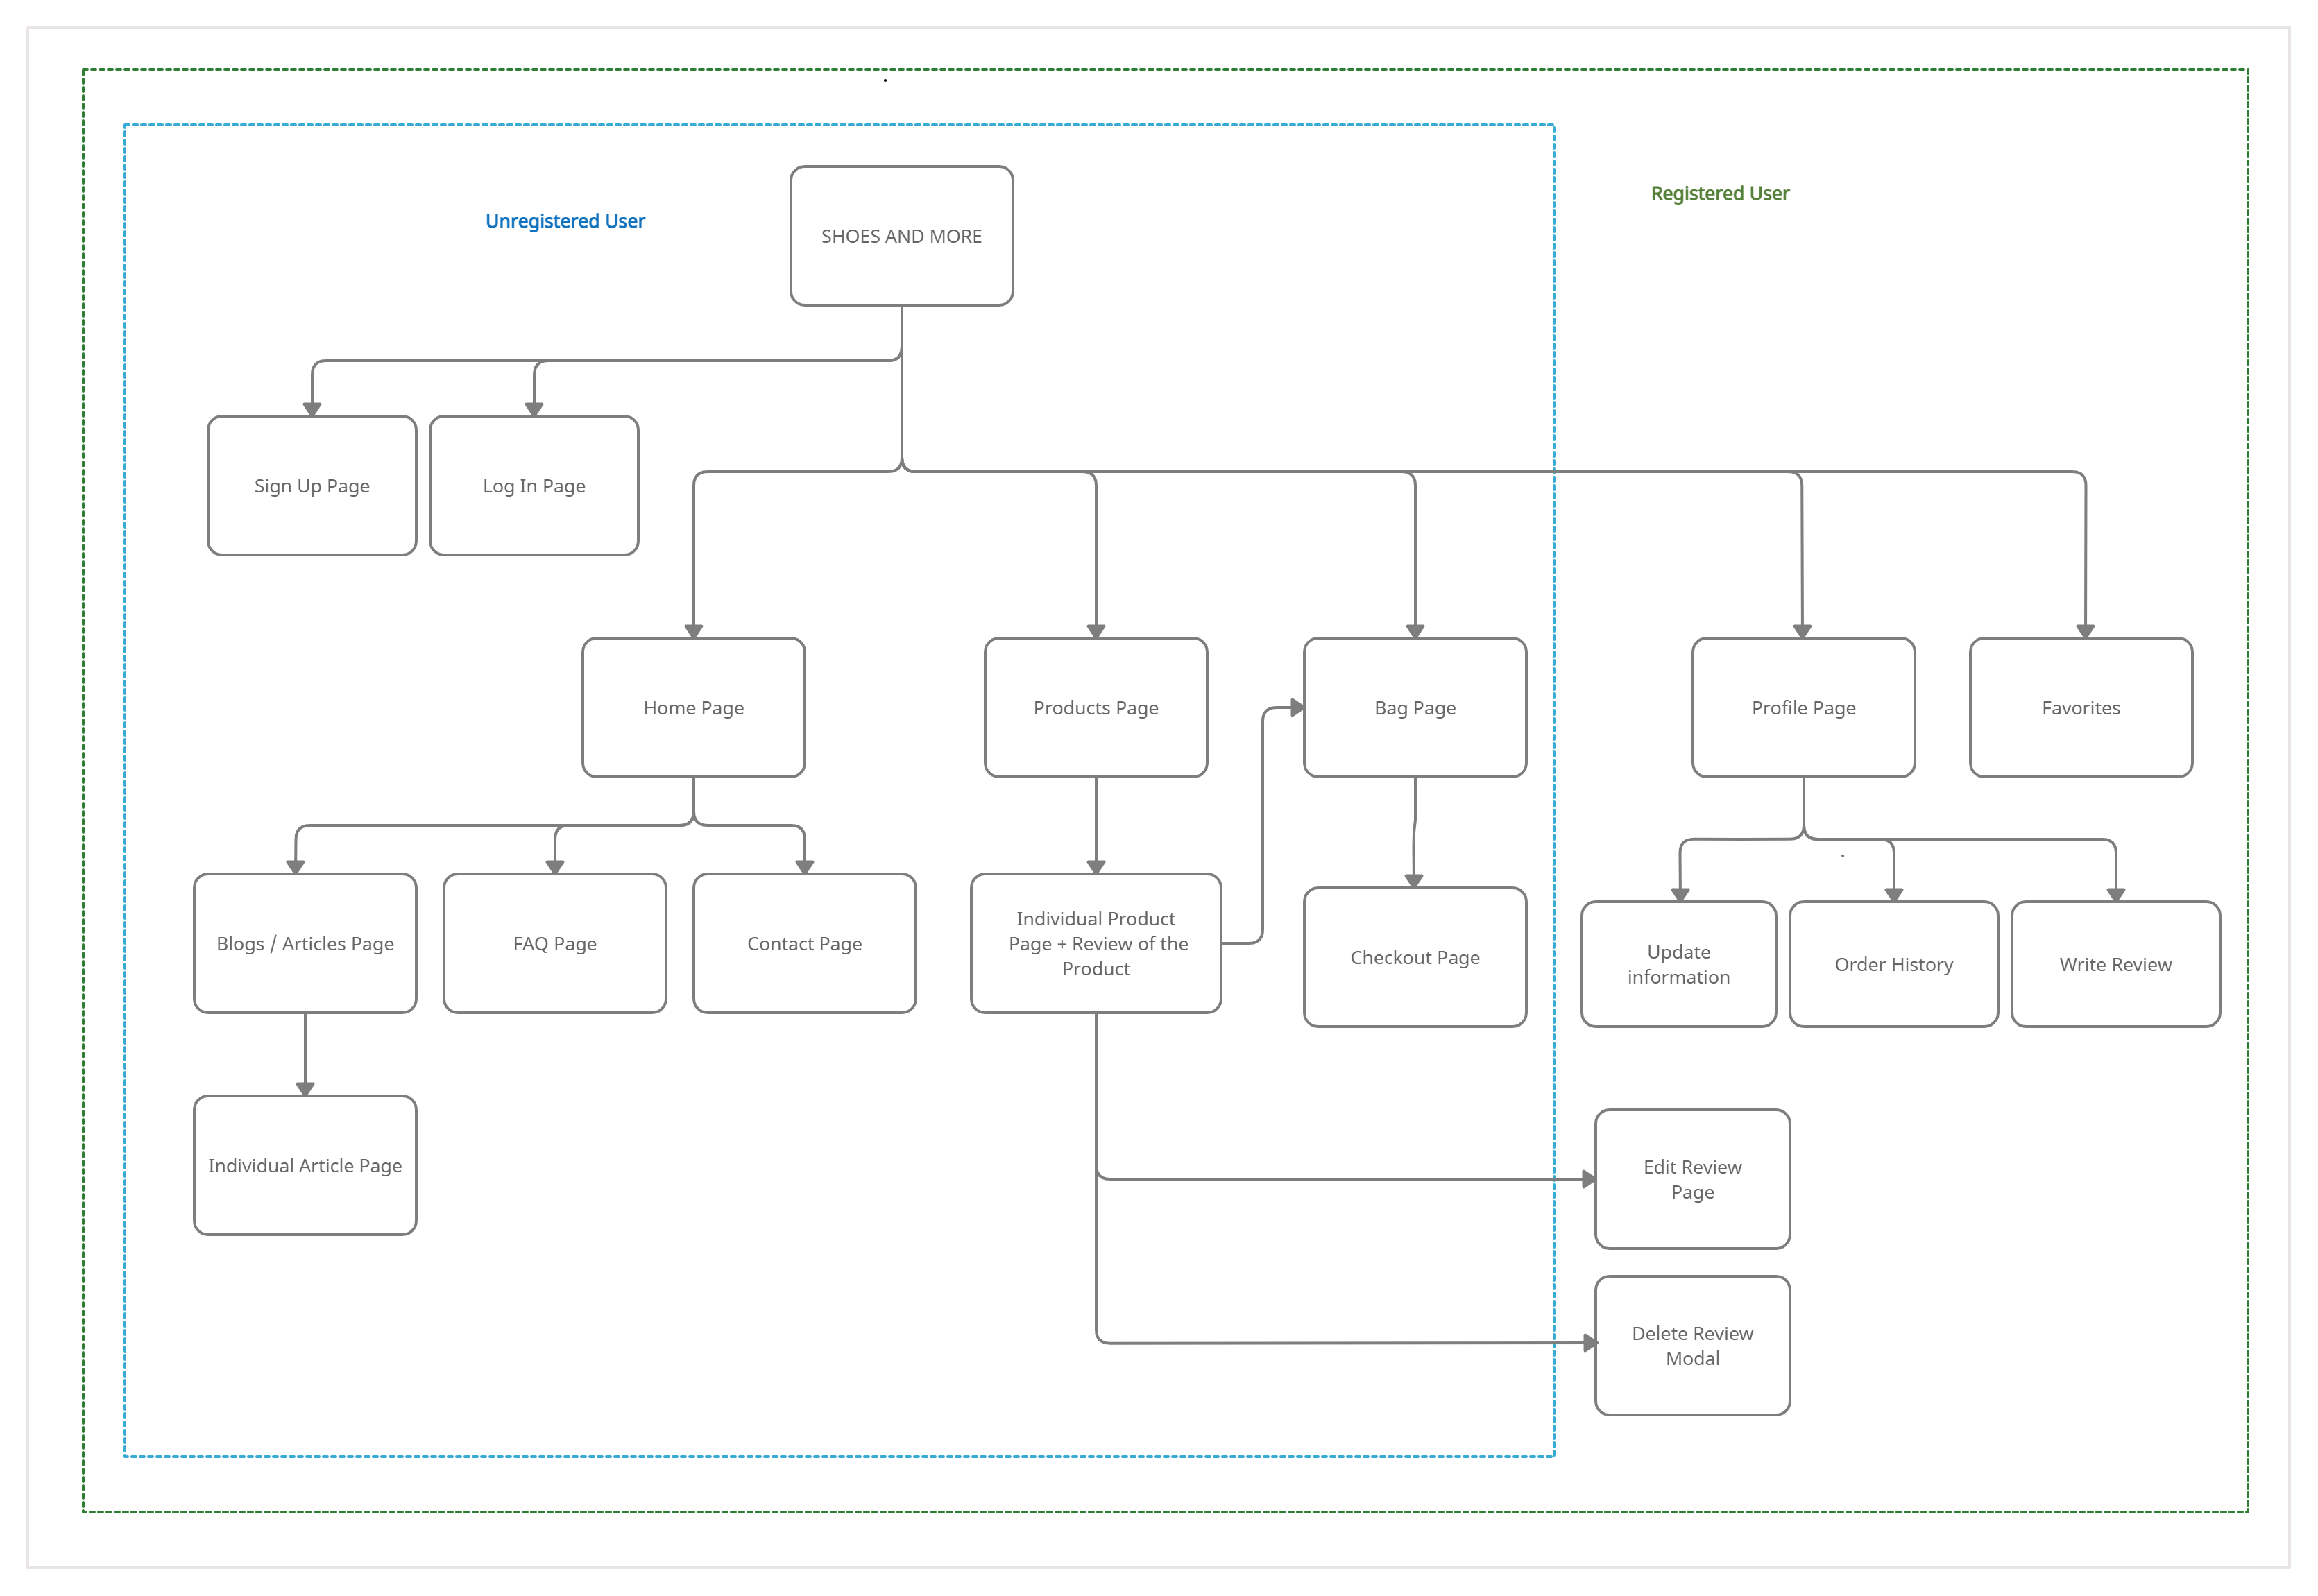 Registered User
Unregistered User
SHOES AND MORE
Sign Up Page
Log In Page
Home Page
Products Page
Bag Page
Profile Page
Favorites
Blogs / Articles Page
FAQ Page
Contact Page
Individual Product
Page + Review of the
Product
Checkout Page
Update
information
Order History
Write Review
Individual Article Page
Edit Review
Page
Delete Review
Modal